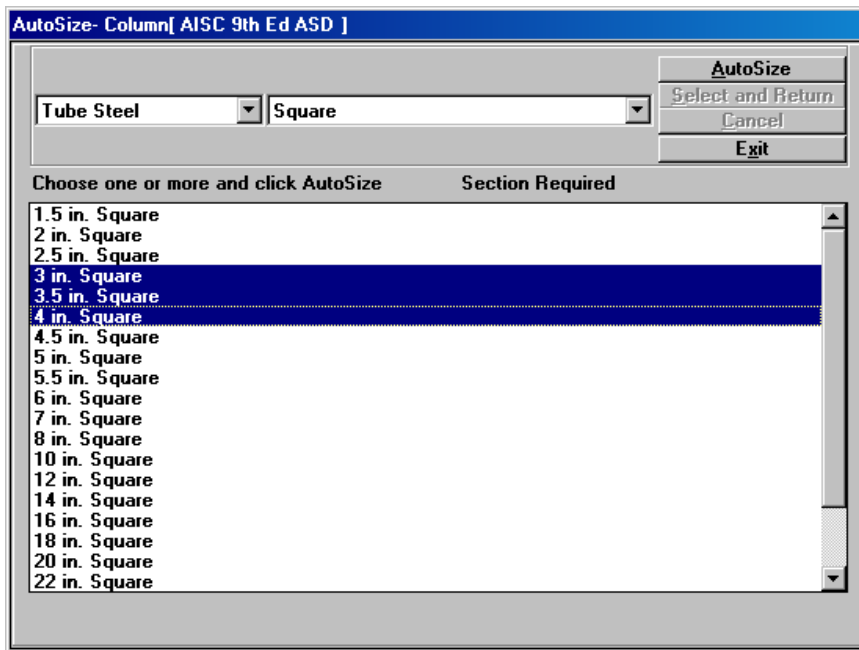 AutoSize- Column[ AISC 9th Ed ASD ]
AutoSize
Tube Steel Square Select and Return
Cancel
Exit
Choose one or more and click AutoSize Section Required
1.5 in. Square
2 in. Square
2.5 in. Square
3 in. Square
3.5 in. Square
4 in. Square
4.5 in. Square
5 in. Square
5.5 in. Square
6 in. Square
7 in. Square
8 in. Square
10 in. Square
12 in. Square
14 in. Square
16 in. Square
18 in. Square
20 in. Square
22 in. Square